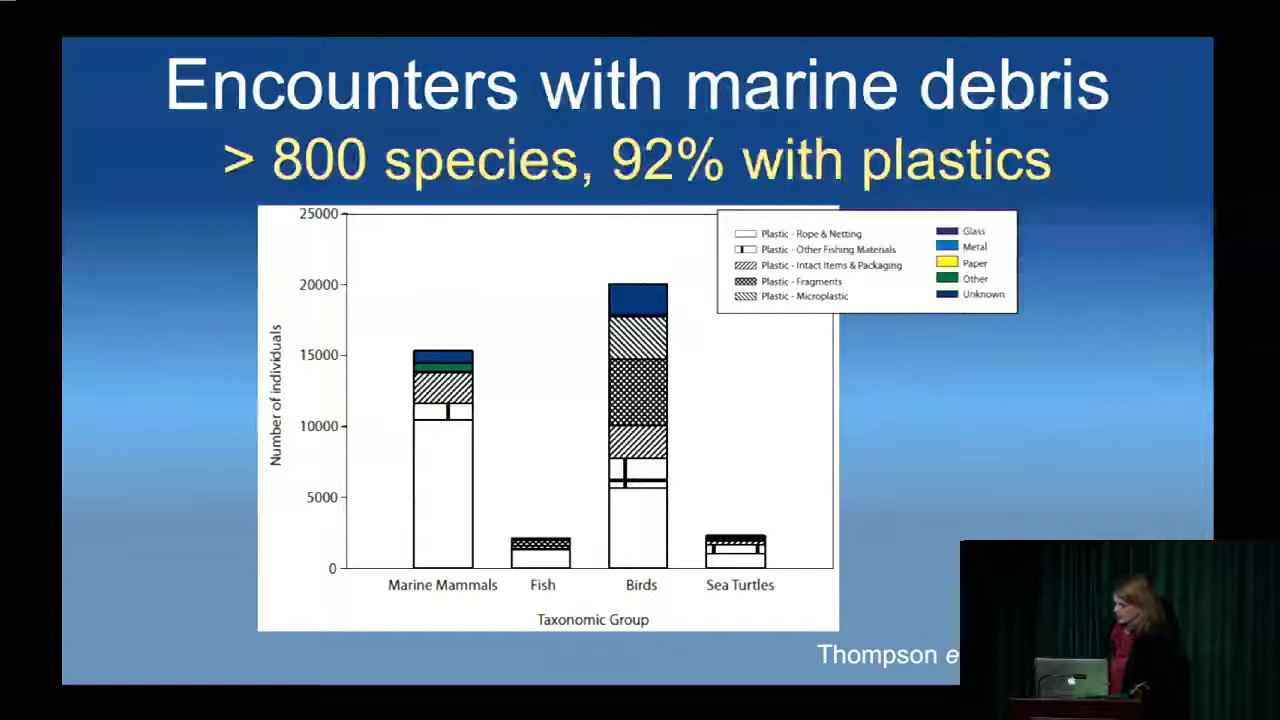 Encounters with marine debris
> 800 species, 92% with plastics
25000
20000
15000
10000
5000
0
Number of individuals
Plastic - Rope & Netting
Plastic - Other Fishing Materials
Plastic - Intact Items & Packaging
Plastic - Fragments
Plastic - Microplastic
Glass
Metal
Paper
Other
Unknown
Marine Mammals Fish Birds Sea Turtles
Taxonomic Group
Thompson e